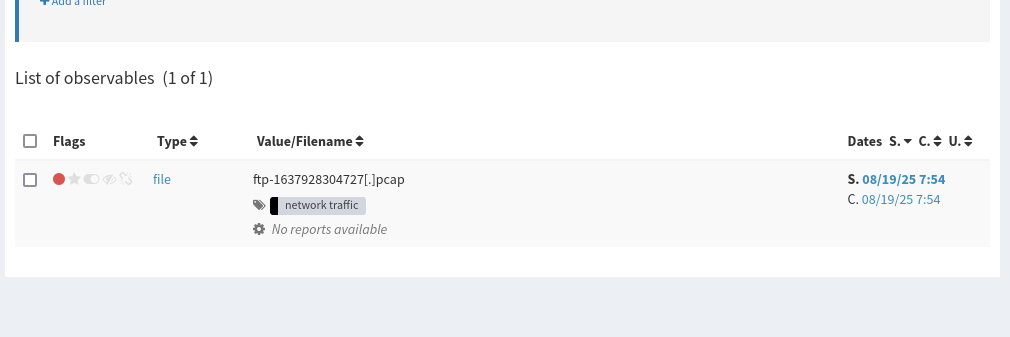 Add a filter
List of observables (1 of 1)
Flags Type Value/Filename Dates S. C. U.
file ftp-1637928304727[.]pcap S. 08/19/25 7:54
network traffic C. 08/19/25 7:54
No reports available